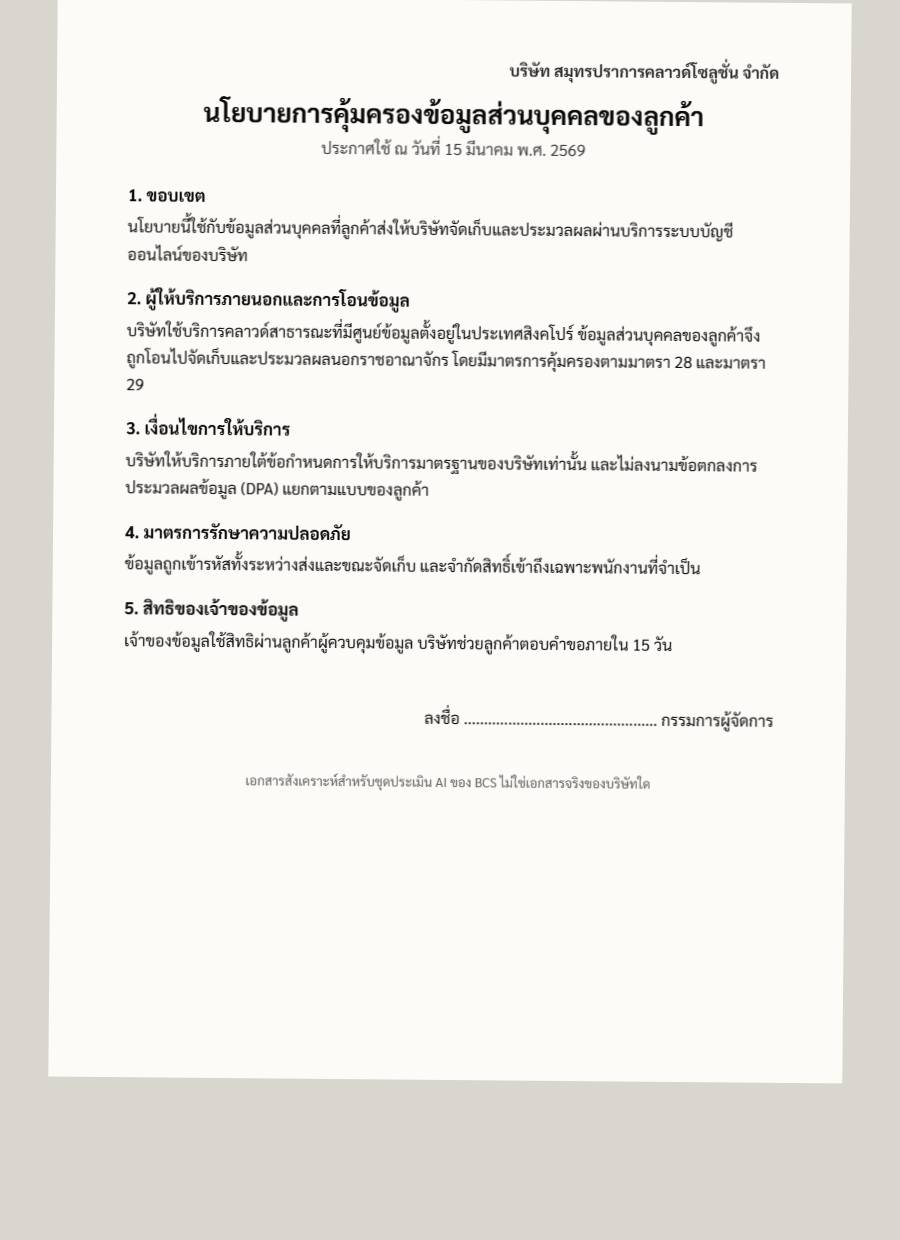 บริษัท สมุทรปราการคลาวด์โซลูชั่น จำกัด
นโยบายการคุ้มครองข้อมูลส่วนบุคคลของลูกค้า
ประกาศใช้ ณ วันที่ 15 มีนาคม พ.ศ. 2569
1. ขอบเขต
นโยบายนี้ใช้กับข้อมูลส่วนบุคคลที่ลูกค้าส่งให้บริษัทจัดเก็บและประมวลผลผ่านบริการระบบบัญชี
ออนไลน์ของบริษัท
2. ผู้ให้บริการภายนอกและการโอนข้อมูล
บริษัทใช้บริการคลาวด์สาธารณะที่มีศูนย์ข้อมูลตั้งอยู่ในประเทศสิงคโปร์ ข้อมูลส่วนบุคคลของลูกค้าจึง
ถูกโอนไปจัดเก็บและประมวลผลนอกราชอาณาจักร โดยมีมาตรการคุ้มครองตามมาตรา 28 และมาตรา
29
3. เงื่อนไขการให้บริการ
บริษัทให้บริการภายใต้ข้อกำหนดการให้บริการมาตรฐานของบริษัทเท่านั้น และไม่ลงนามข้อตกลงการ
ประมวลผลข้อมูล (DPA) แยกตามแบบของลูกค้า
4. มาตรการรักษาความปลอดภัย
ข้อมูลถูกเข้ารหัสทั้งระหว่างส่งและขณะจัดเก็บ และจำกัดสิทธิ์เข้าถึงเฉพาะพนักงานที่จำเป็น
5. สิทธิของเจ้าของข้อมูล
เจ้าของข้อมูลใช้สิทธิผ่านลูกค้าผู้ควบคุมข้อมูล บริษัทช่วยลูกค้าตอบคำขอภายใน 15 วัน
ลงชื่อ ................................................ กรรมการผู้จัดการ
เอกสารสังเคราะห์สำหรับชุดประเมิน AI ของ BCS ไม่ใช่เอกสารจริงของบริษัทใด